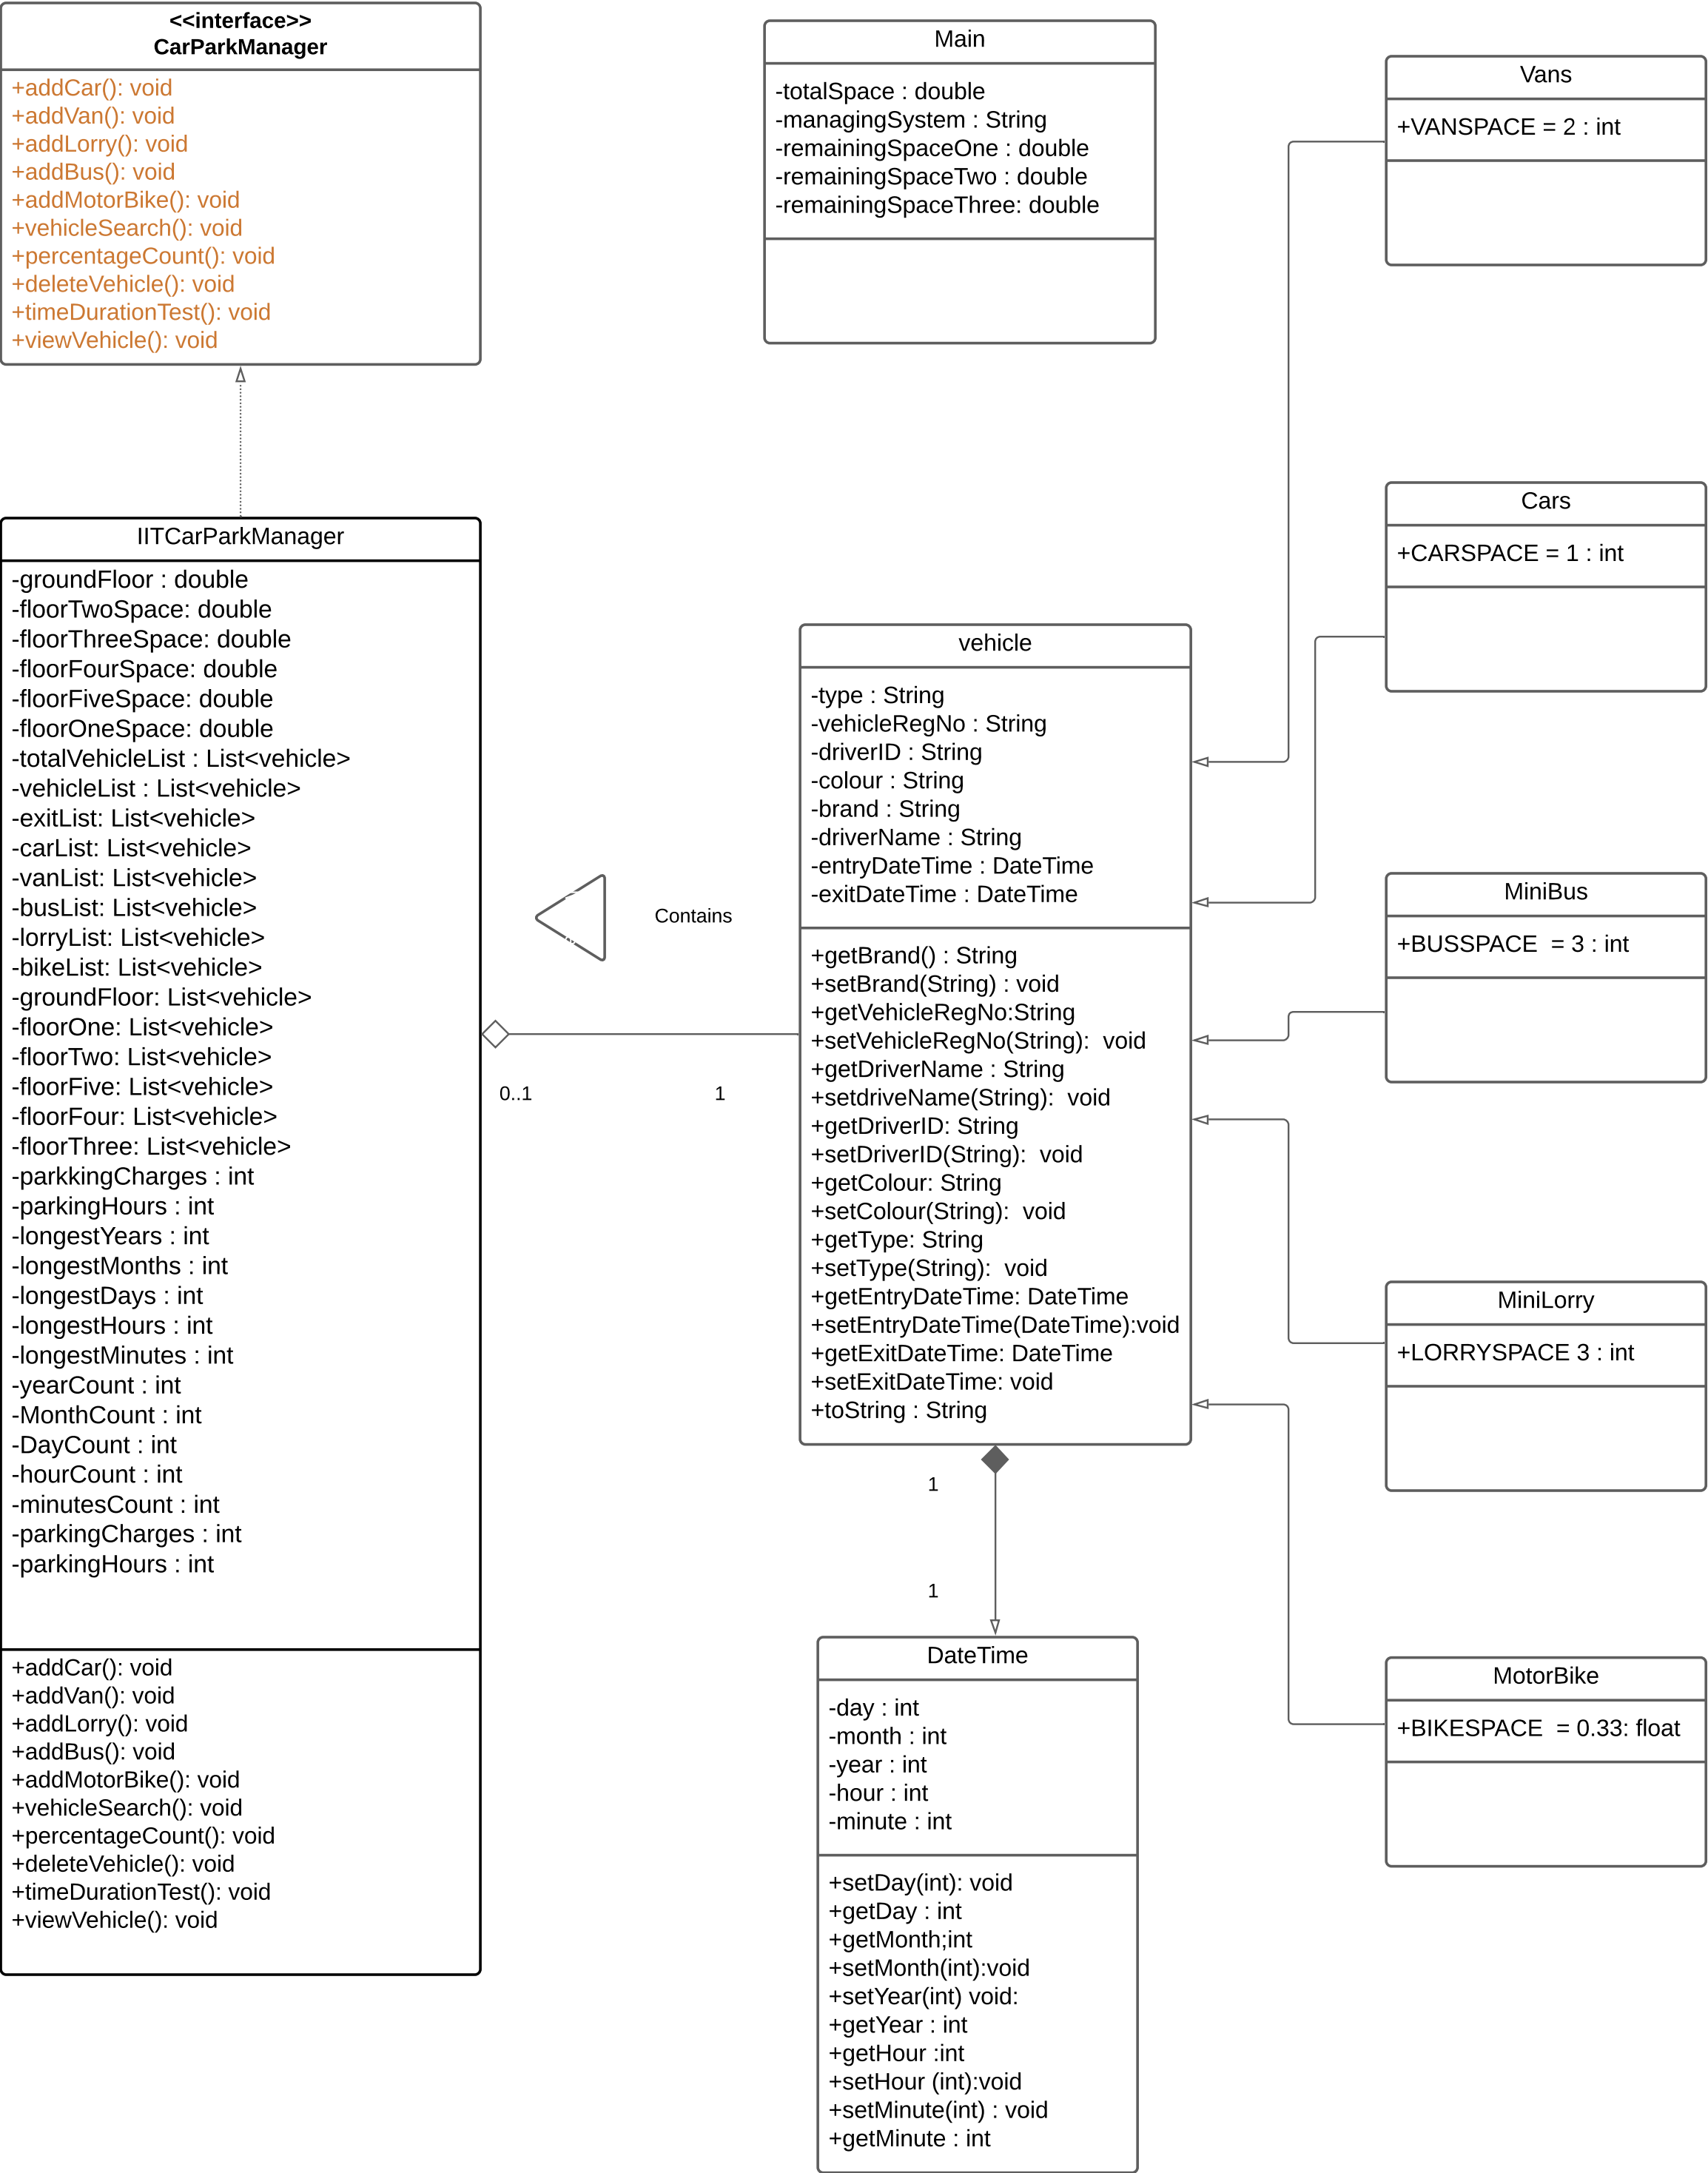 <<interface>>
CarParkManager
+addCar(): void
+addVan(): void
+addLorry(): void
+addBus(): void
+addMotorBike(): void
+vehicleSearch(): void
+percentageCount(): void
+deleteVehicle(): void
+timeDurationTest(): void
+viewVehicle(): void
Main
-totalSpace : double
-managingSystem : String
-remainingSpaceOne : double
-remainingSpaceTwo : double
-remainingSpaceThree: double
Vans
+VANSPACE = 2 : int
Cars
+CARSPACE = 1 : int
IITCarParkManager
-groundFloor : double
-floorTwoSpace: double
-floorThreeSpace: double
-floorFourSpace: double
-floorFiveSpace: double
-floorOneSpace: double
-totalVehicleList : List<vehicle>
-vehicleList : List<vehicle>
-exitList: List<vehicle>
-carList: List<vehicle>
-vanList: List<vehicle>
-busList: List<vehicle>
-lorryList: List<vehicle>
-bikeList: List<vehicle>
-groundFloor: List<vehicle>
-floorOne: List<vehicle>
-floorTwo: List<vehicle>
-floorFive: List<vehicle>
-floorFour: List<vehicle>
-floorThree: List<vehicle>
-parkkingCharges : int
-parkingHours : int
-longestYears : int
-longestMonths : int
-longestDays : int
-longestHours : int
-longestMinutes : int
-yearCount : int
-MonthCount : int
-DayCount : int
-hourCount : int
-minutesCount : int
-parkingCharges : int
-parkingHours : int
+addCar(): void
+addVan(): void
+addLorry(): void
+addBus(): void
+addMotorBike(): void
+vehicleSearch(): void
+percentageCount(): void
+deleteVehicle(): void
+timeDurationTest(): void
+viewVehicle(): void
Contains
0..1
1
vehicle
-type : String
-vehicleRegNo : String
-driverID : String
-colour : String
-brand : String
-driverName : String
-entryDateTime : DateTime
-exitDateTime : DateTime
+getBrand() : String
+setBrand(String) : void
+getVehicleRegNo:String
+setVehicleRegNo(String):  void
+getDriverName : String
+setdriveName(String):  void
+getDriverID: String
+setDriverID(String):  void
+getColour: String
+setColour(String):  void
+getType: String
+setType(String):  void
+getEntryDateTime: DateTime
+setEntryDateTime(DateTime):void
+getExitDateTime: DateTime
+setExitDateTime: void
+toString : String
1
1
DateTime
-day : int
-month : int
-year : int
-hour : int
-minute : int
+setDay(int): void
+getDay : int
+getMonth;int
+setMonth(int):void
+setYear(int) void:
+getYear : int
+getHour :int
+setHour (int):void
+setMinute(int) : void
+getMinute : int
MiniBus
+BUSSPACE  = 3 : int
MiniLorry
+LORRYSPACE 3 : int
MotorBike
+BIKESPACE  = 0.33: float